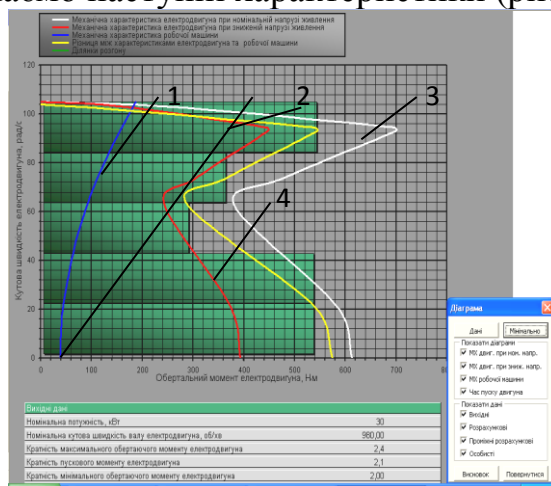 Механічна характеристика електродвигуна при номінальній напрузі живлення
Механічна характеристика електродвигуна при зниженій напрузі живлення
Механічна характеристика робочої машини
Різниця між характеристиками електродвигуна та робочої машини
Ділянки розгону
120
100
80
60
40
20
0
Кутова швидкість електродвигуна, рад/с
1
2
3
4
0 100 200 300 400 500 600 700
Обертальний момент електродвигуна, Нм
Вихідні дані
Номінальна потужність, кВт 30
Номінальна кутова швидкість валу електродвигуна, об/хв 980,00
Кратність максимального обертаючого моменту електродвигуна 2,4
Кратність пускового моменту електродвигуна 2,1
Кратність мінімального обертаючого моменту електродвигуна 2,00
Діаграма
Дані Мінімально
Показати діаграми
МХ двиг. при ном. напр.
МХ двиг. при зниж. напр.
МХ робочої машини
Час пуску двигуна
Показати дані
Вихідні
Розрахункові
Проміжні розрахункові
Особисті
Висновок Повернутися